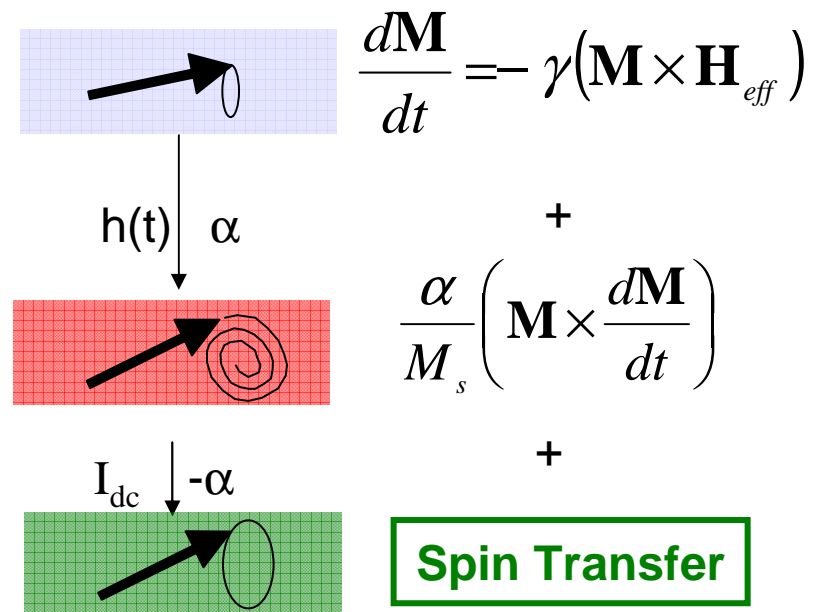 dM/dt = − γ(M × H_eff)
h(t) α
+
α/M_s (M × dM/dt)
+
I_dc -α
Spin Transfer